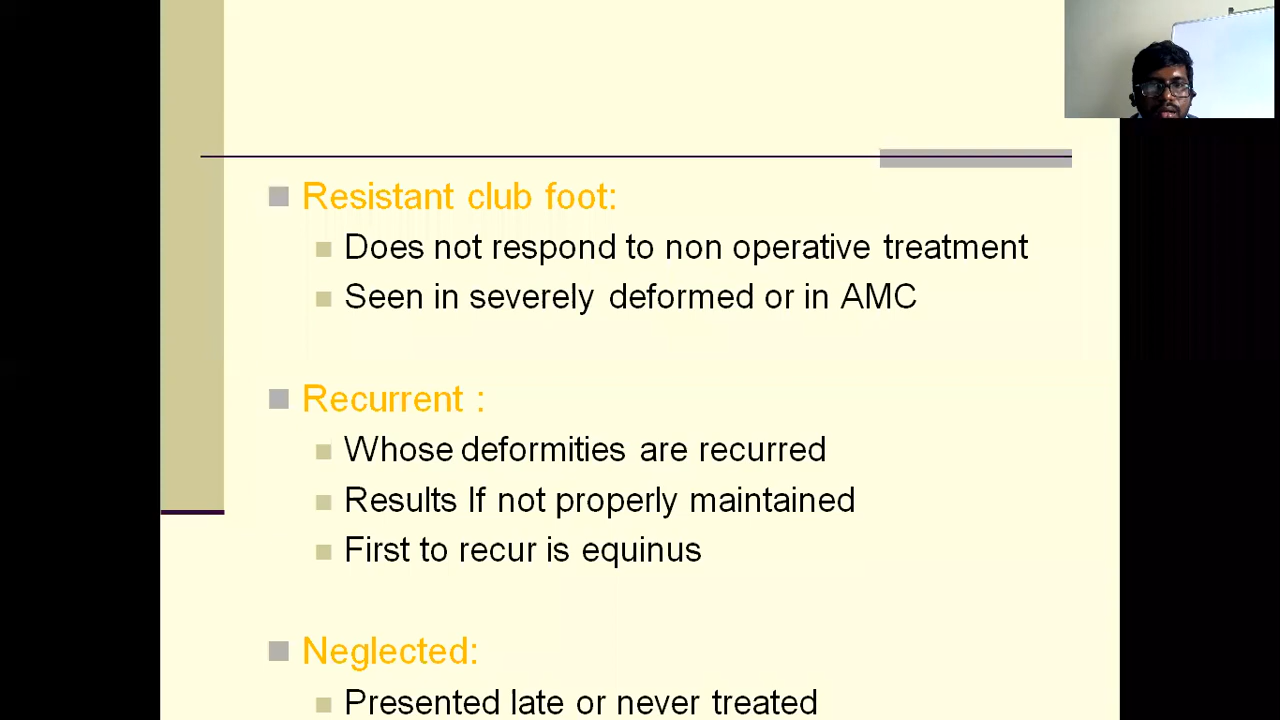 Resistant club foot:
Does not respond to non operative treatment
Seen in severely deformed or in AMC
Recurrent :
Whose deformities are recurred
Results If not properly maintained
First to recur is equinus
Neglected:
Presented late or never treated